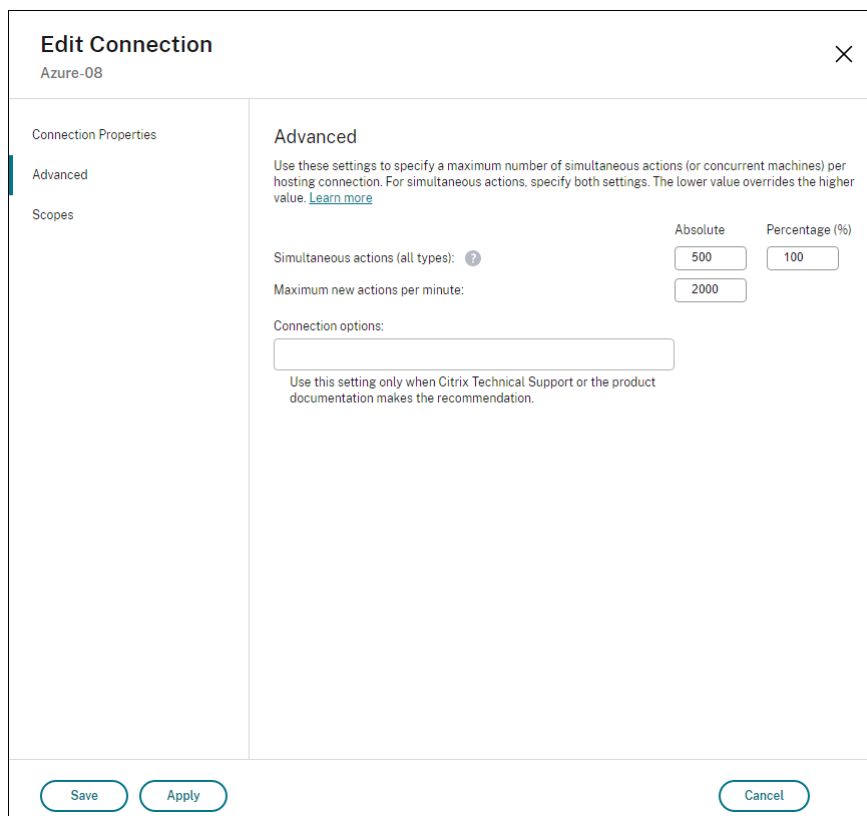 Edit Connection
Azure-08
Connection Properties
Advanced
Scopes
Advanced
Use these settings to specify a maximum number of simultaneous actions (or concurrent machines) per
hosting connection. For simultaneous actions, specify both settings. The lower value overrides the higher
value. Learn more
Absolute Percentage (%)
Simultaneous actions (all types): ? 500 100
Maximum new actions per minute: 2000
Connection options:
Use this setting only when Citrix Technical Support or the product
documentation makes the recommendation.
Save Apply Cancel